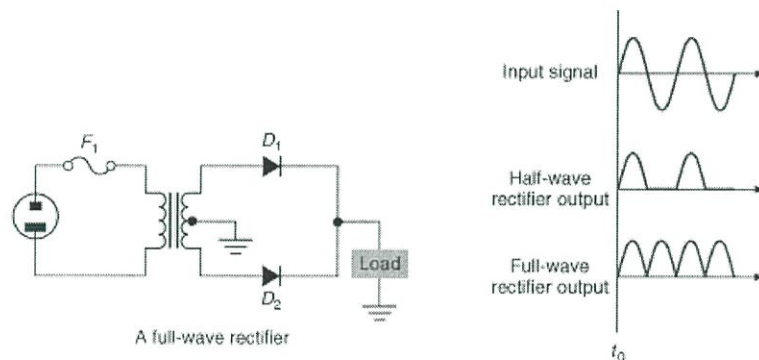 F1
D1
Load
D2
A full-wave rectifier
Input signal
Half-wave
rectifier output
Full-wave
rectifier output
t0